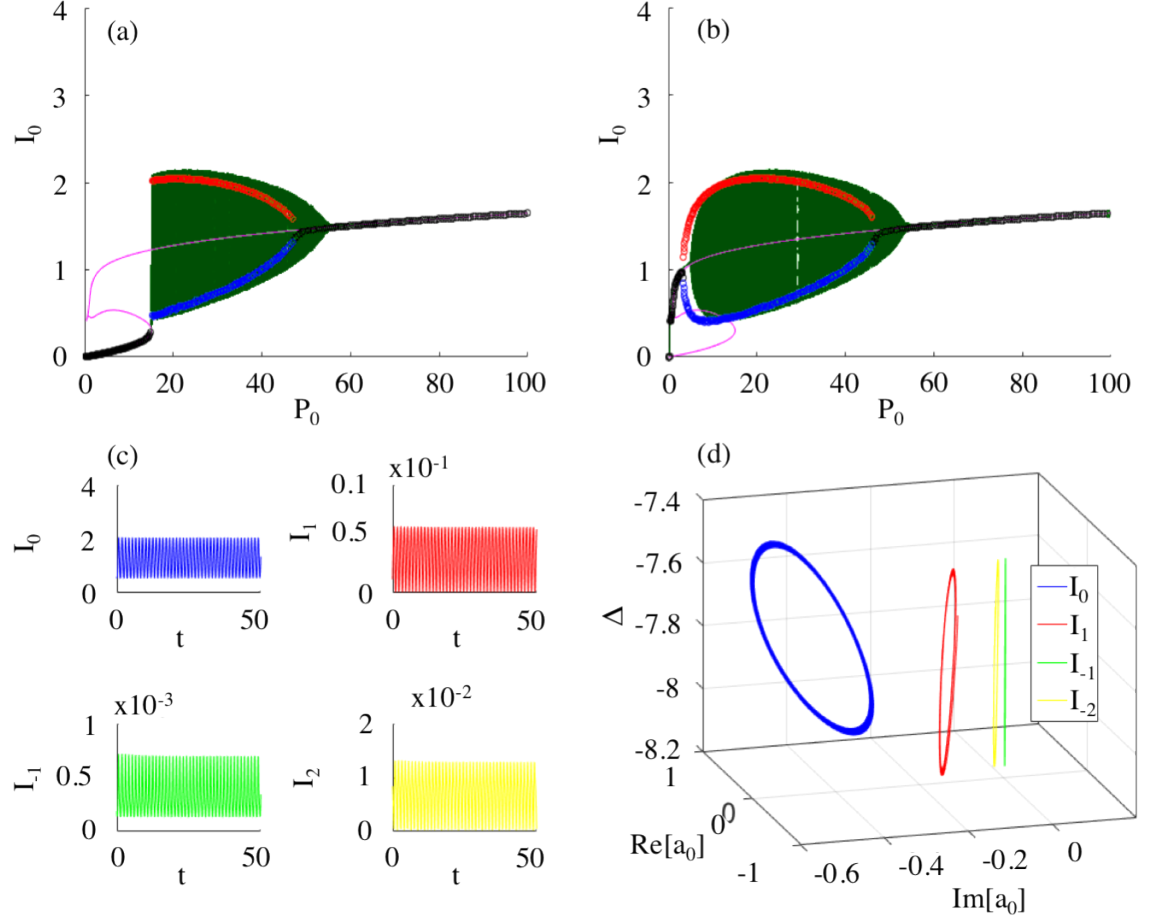 (a)
4
3
I0
2
1
0
0 20 40 60 80 100
P0
(b)
4
3
I0
2
1
0
0 20 40 60 80 100
P0
(c)
4
I0 2
0
0 50
t
x10-1
0.1
I1 0.5
0
0 50
t
x10-3
1
I-1 0.5
0
0 50
t
x10-2
2
I2 1
0
0 50
t
(d)
-7.4
-7.6
Δ -7.8
-8
-8.2
1
0
-1
Re[a0]
0
-0.6 -0.4 -0.2 0
Im[a0]
I0
I1
I-1
I-2